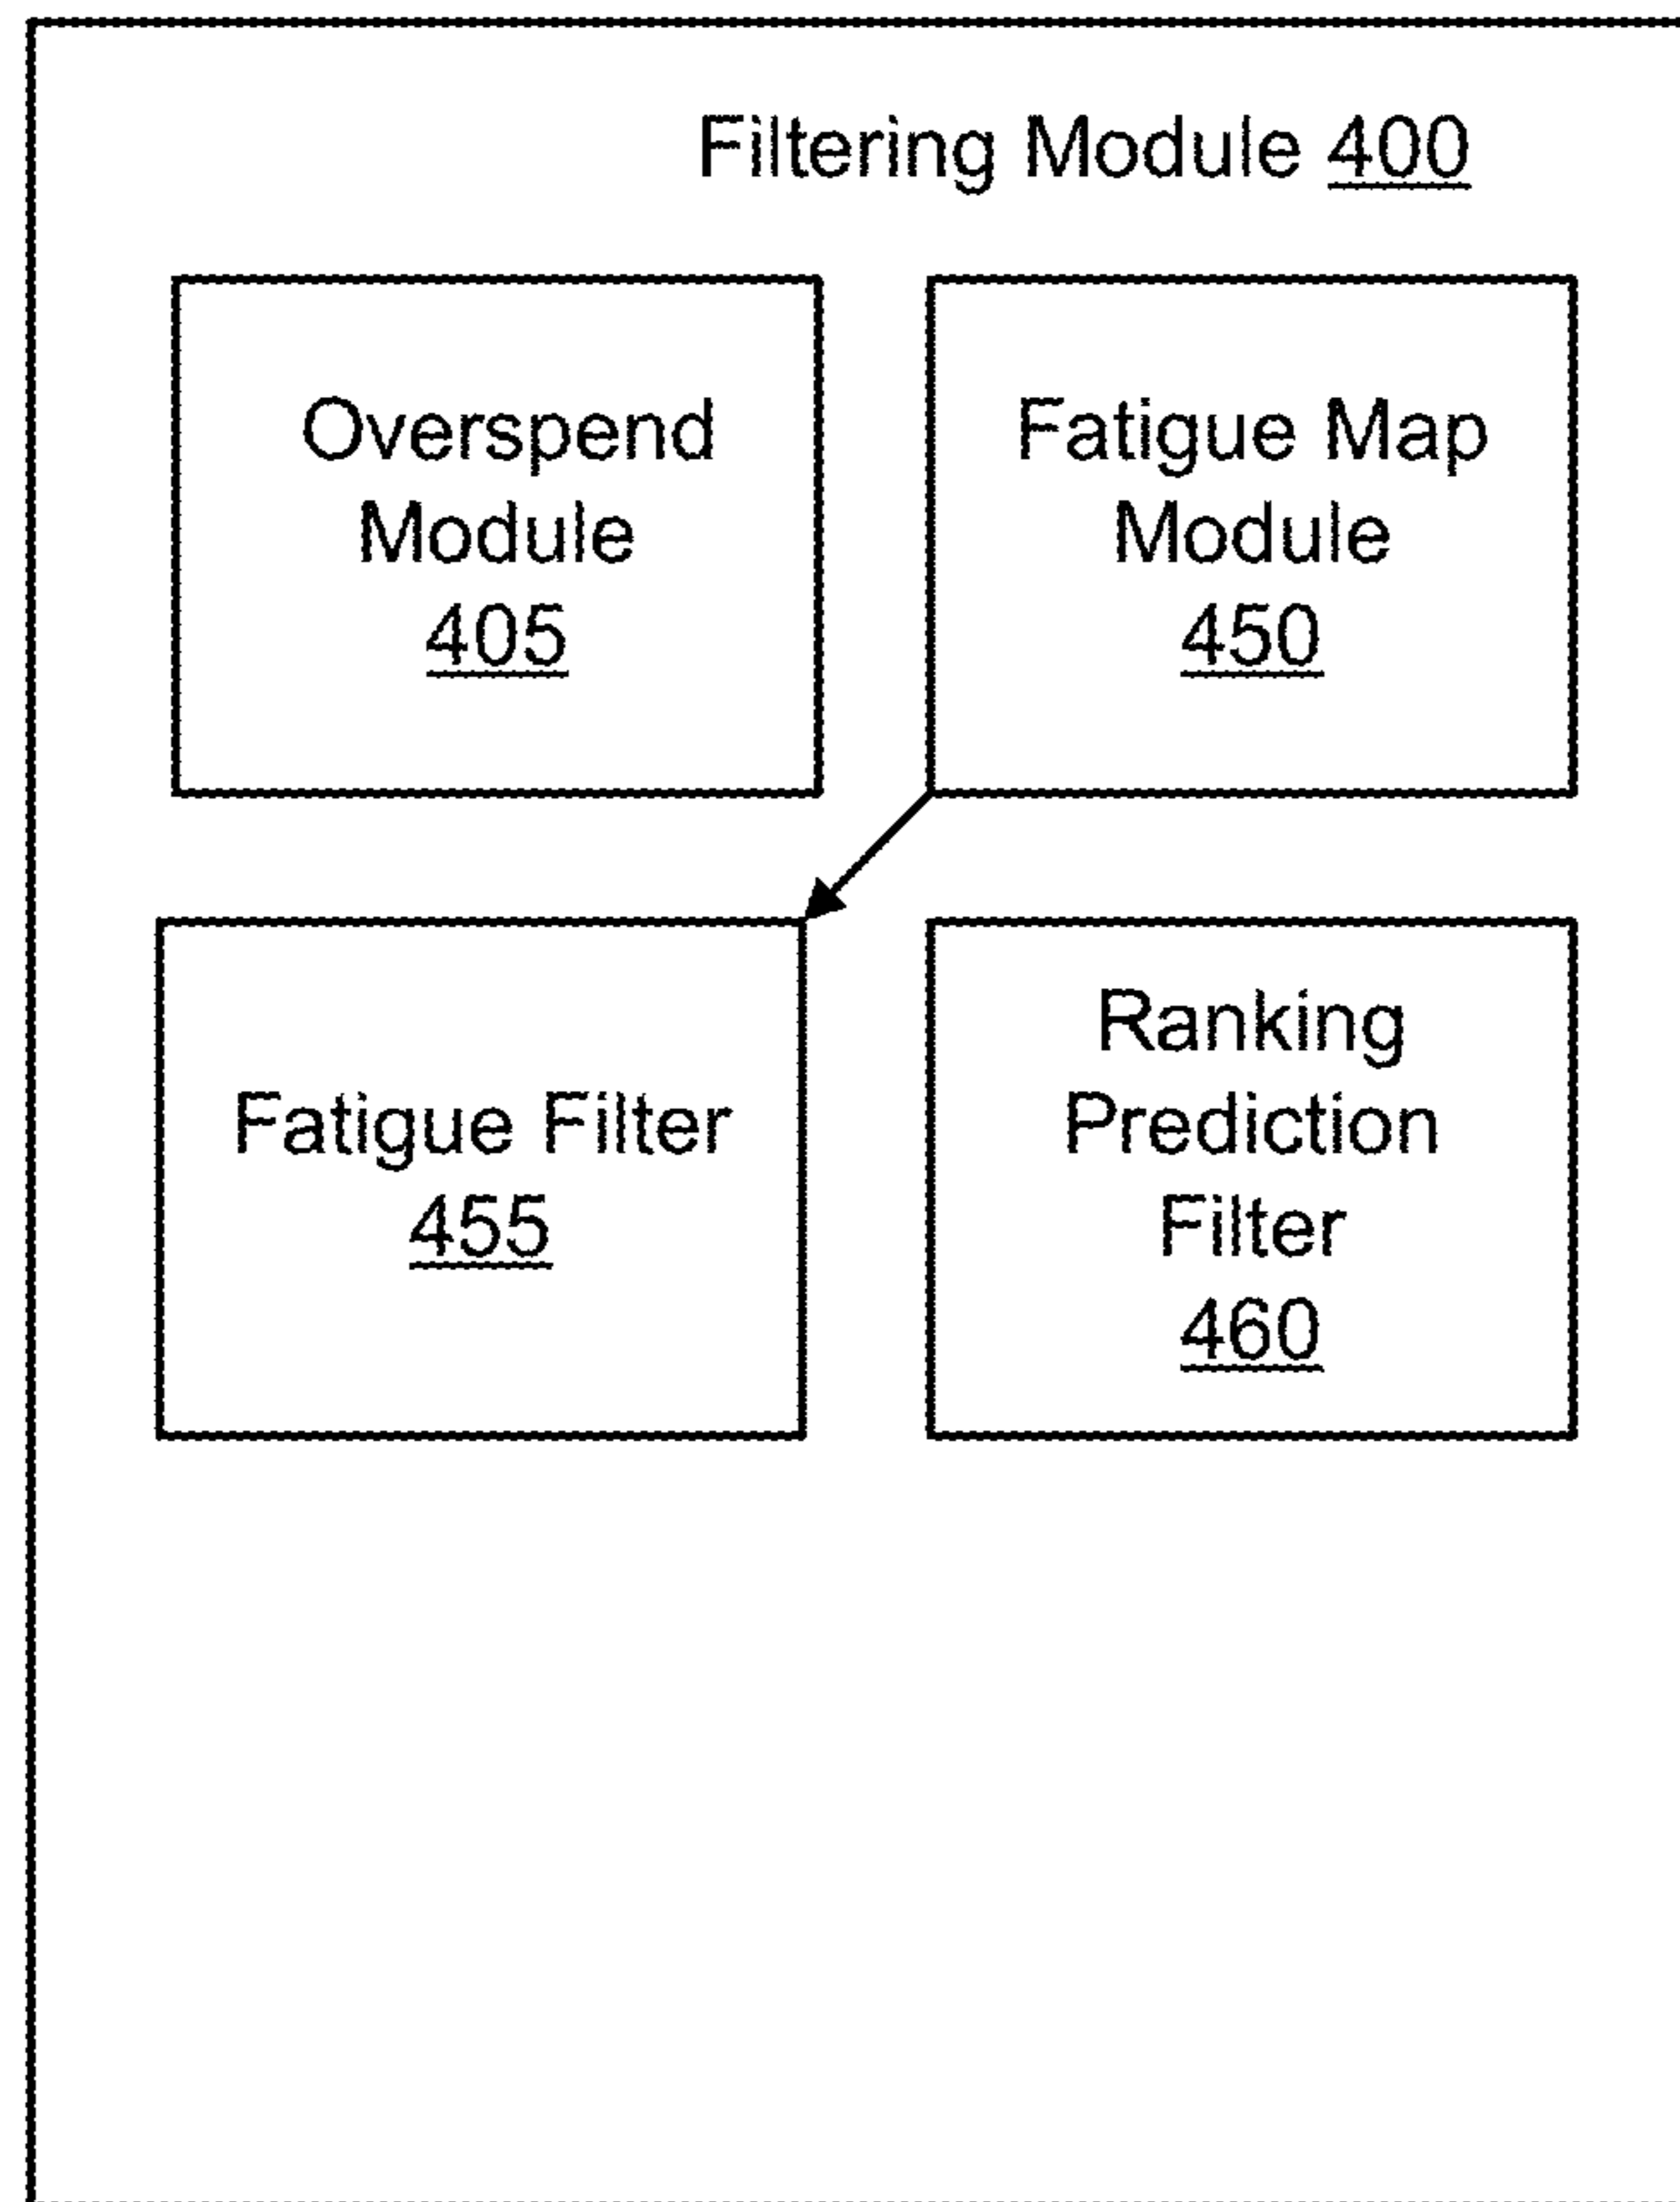 Filtering Module 400
Overspend
Module
405
Fatigue Map
Module
450
Fatigue Filter
455
Ranking
Prediction
Filter
460